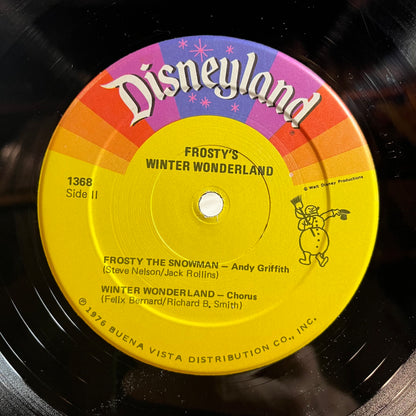 Disneyland
FROSTY'S
WINTER WONDERLAND
1368
Side II
© Walt Disney Productions
FROSTY THE SNOWMAN — Andy Griffith
(Steve Nelson/Jack Rollins)
WINTER WONDERLAND — Chorus
(Felix Bernard/Richard B. Smith)
℗ 1976 BUENA VISTA DISTRIBUTION CO., INC.